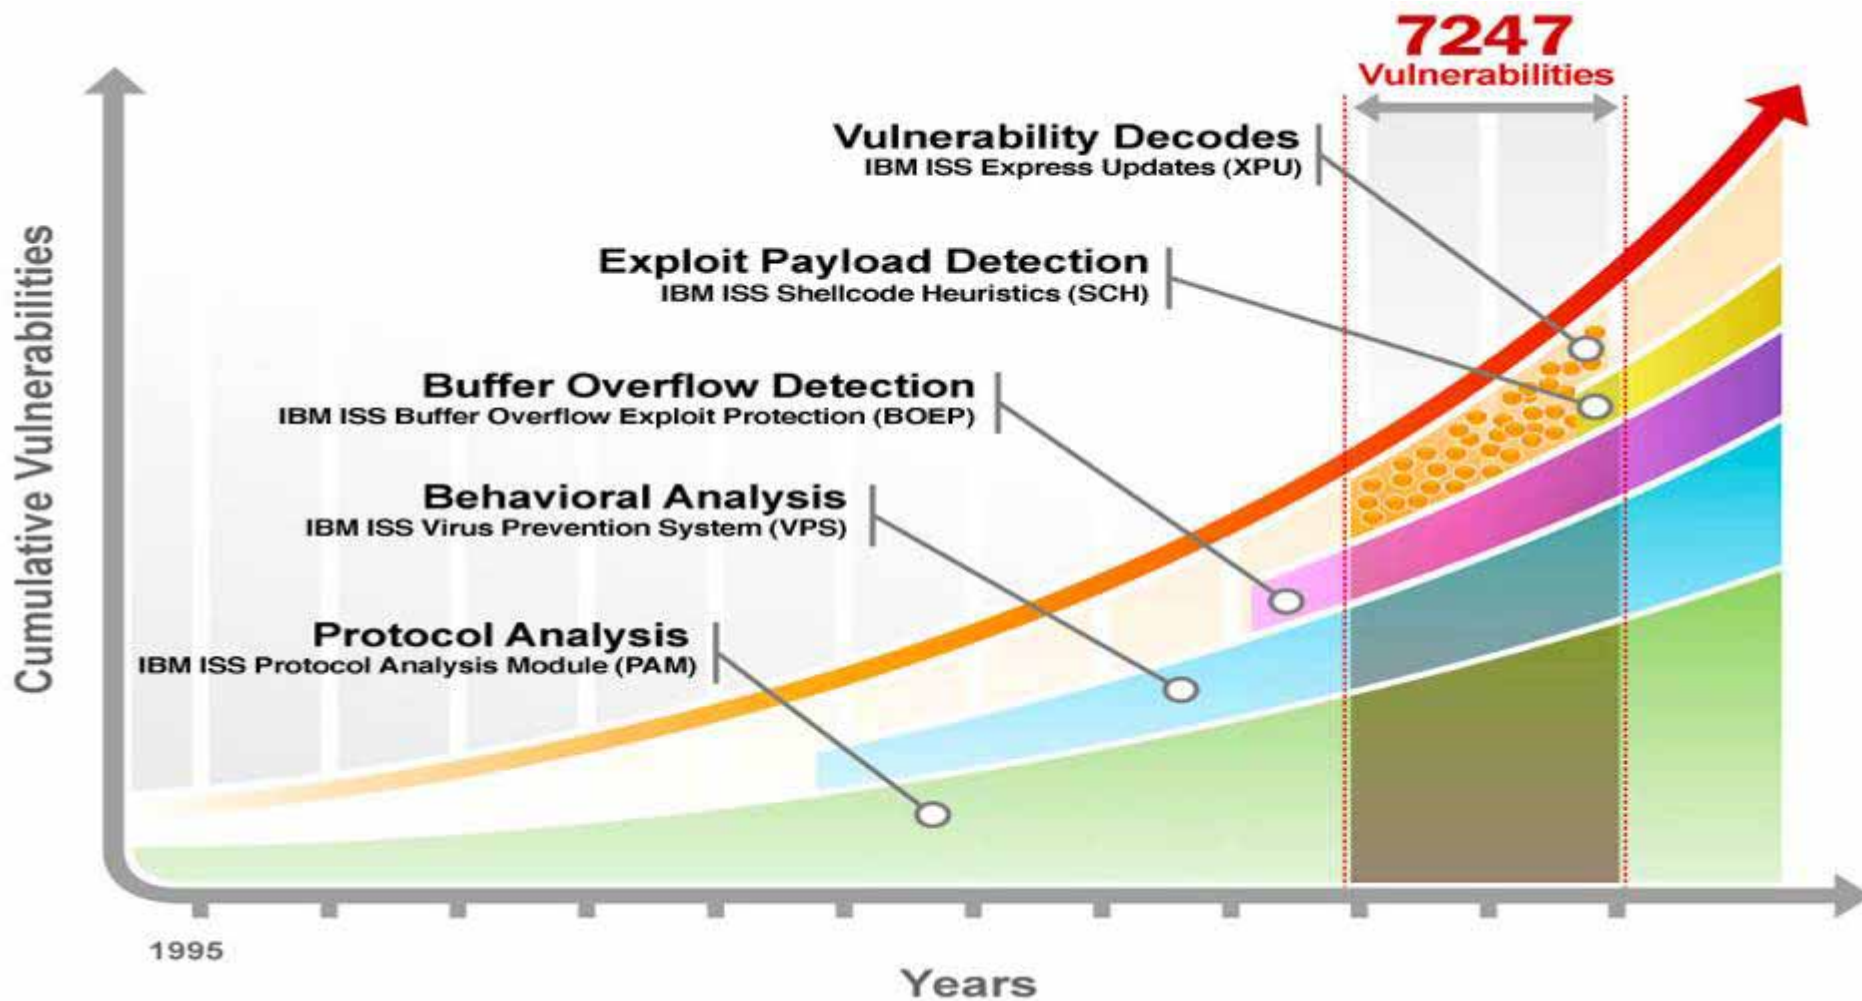 7247
Vulnerabilities
Vulnerability Decodes
IBM ISS Express Updates (XPU)
Exploit Payload Detection
IBM ISS Shellcode Heuristics (SCH)
Buffer Overflow Detection
IBM ISS Buffer Overflow Exploit Protection (BOEP)
Behavioral Analysis
IBM ISS Virus Prevention System (VPS)
Protocol Analysis
IBM ISS Protocol Analysis Module (PAM)
Cumulative Vulnerabilities
1995
Years